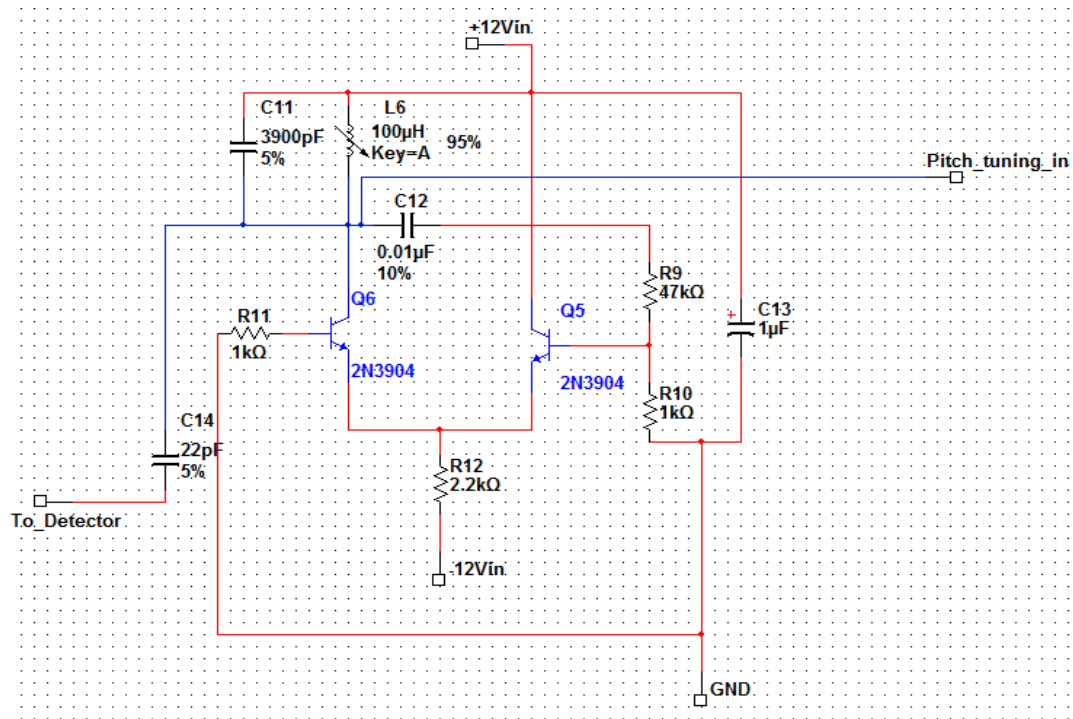 +12Vin
C11
3900pF
5%
L6
100µH
Key=A
95%
Pitch_tuning_in
C12
0.01µF
10%
R9
47kΩ
Q6
Q5
C13
1µF
+
R11
1kΩ
2N3904
2N3904
R10
1kΩ
C14
22pF
5%
R12
2.2kΩ
To_Detector
-12Vin
GND